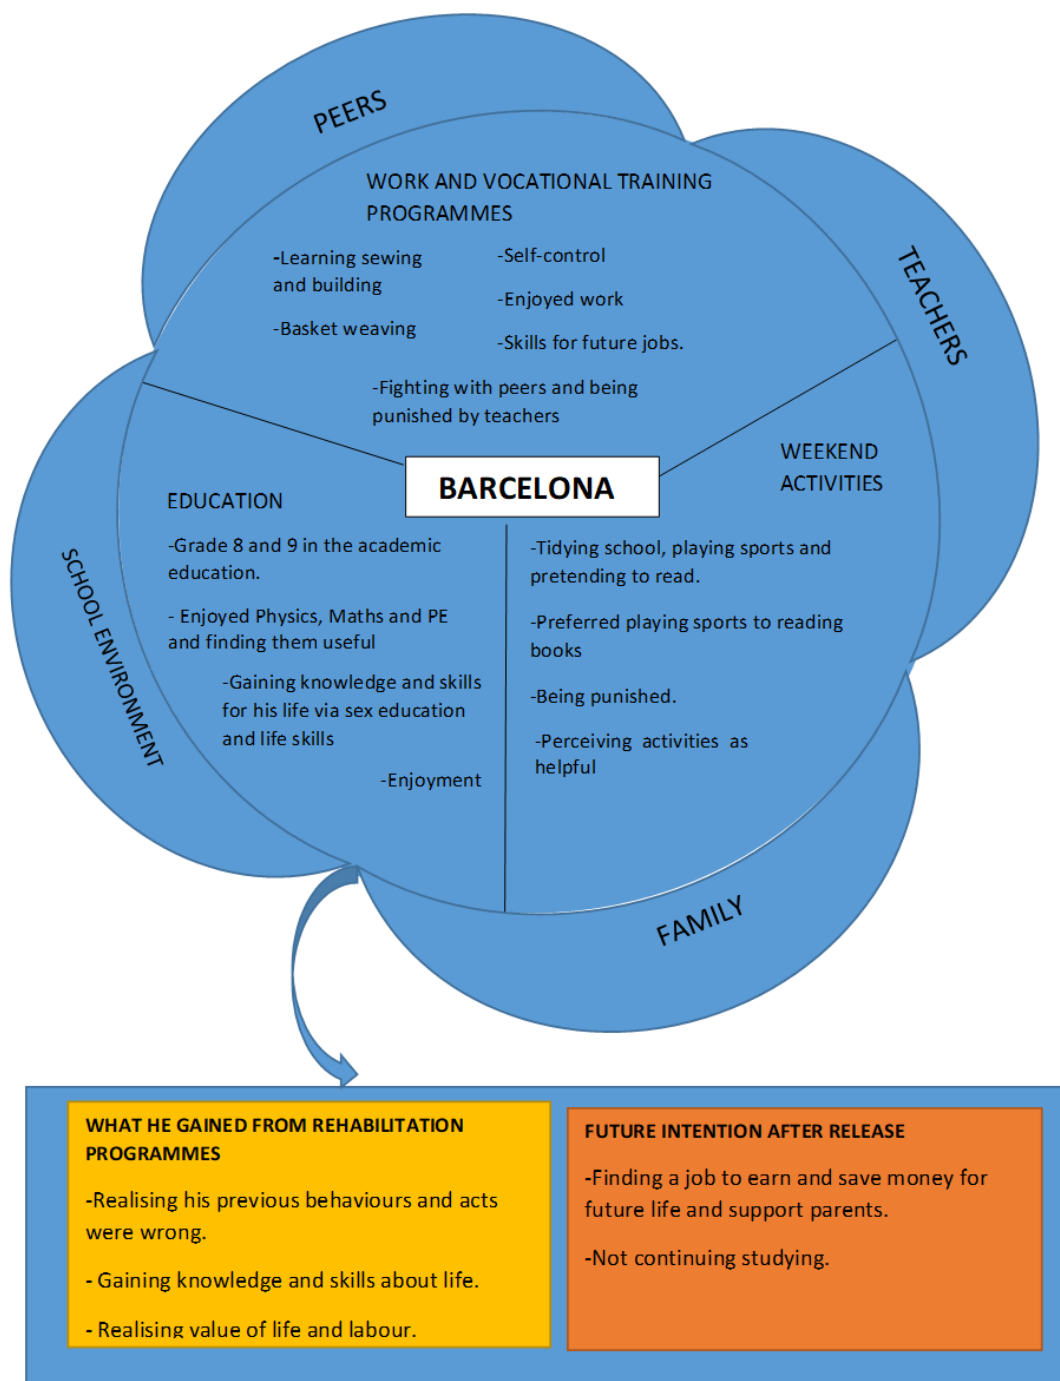 PEERS
TEACHERS
WORK AND VOCATIONAL TRAINING
PROGRAMMES
-Learning sewing
and building
-Basket weaving
-Self-control
-Enjoyed work
-Skills for future jobs.
-Fighting with peers and being
punished by teachers
BARCELONA
EDUCATION
-Grade 8 and 9 in the academic
education.
- Enjoyed Physics, Maths and PE
and finding them useful
-Gaining knowledge and skills
for his life via sex education
and life skills
-Enjoyment
WEEKEND
ACTIVITIES
-Tidying school, playing sports and
pretending to read.
-Preferred playing sports to reading
books
-Being punished.
-Perceiving activities as
helpful
SCHOOL ENVIRONMENT
FAMILY
WHAT HE GAINED FROM REHABILITATION
PROGRAMMES
-Realising his previous behaviours and acts
were wrong.
- Gaining knowledge and skills about life.
- Realising value of life and labour.
FUTURE INTENTION AFTER RELEASE
-Finding a job to earn and save money for
future life and support parents.
-Not continuing studying.